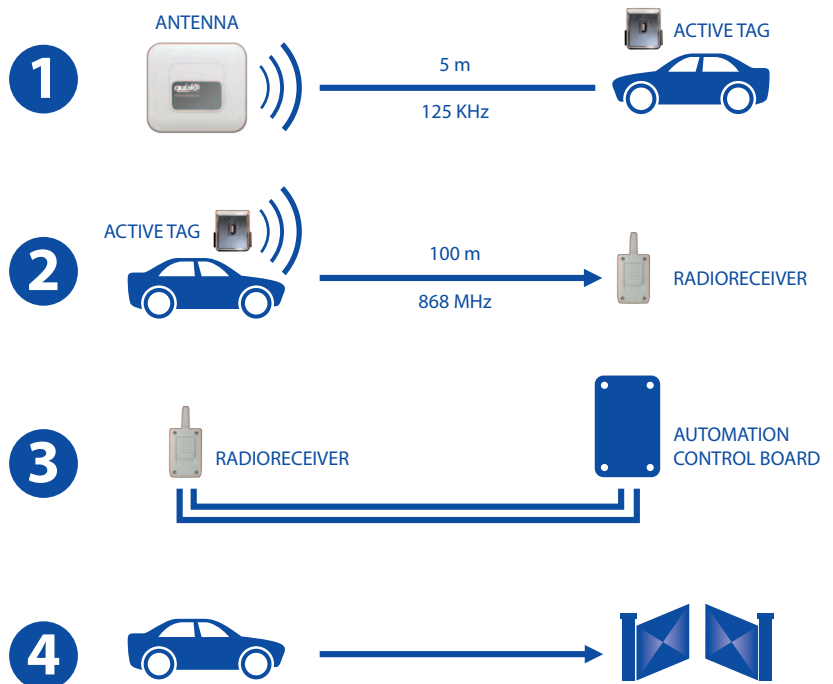 1
ANTENNA
5 m
125 KHz
ACTIVE TAG
2
ACTIVE TAG
100 m
868 MHz
RADIORECEIVER
3
RADIORECEIVER
AUTOMATION
CONTROL BOARD
4